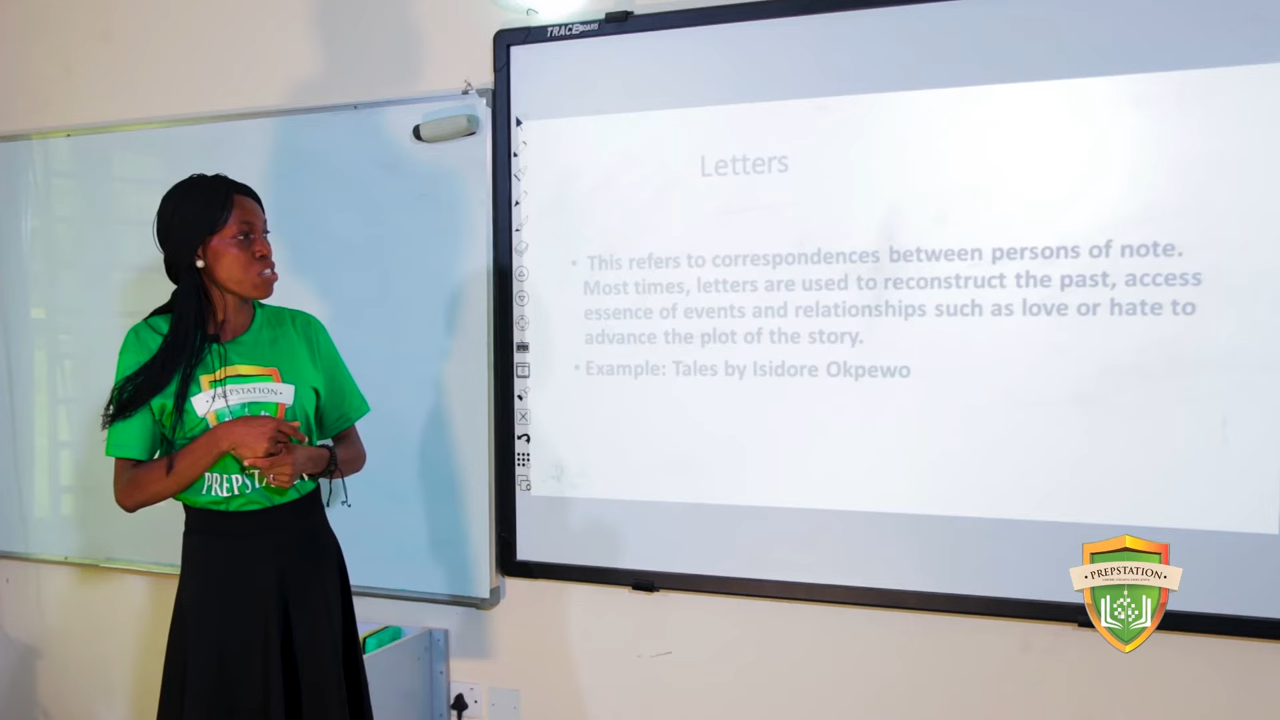 TRACEBOARD
Letters
• This refers to correspondences between persons of note.
Most times, letters are used to reconstruct the past, access
essence of events and relationships such as love or hate to
advance the plot of the story.
• Example: Tales by Isidore Okpewo
•PREPSTATION•
PREPSTATION
•PREPSTATION•